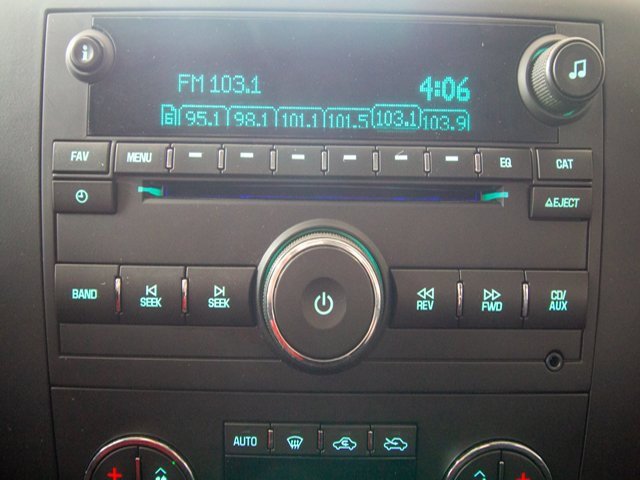 i
FM 103.1 4:06
6 95.1 98.1 101.1 101.5 103.1 103.9
FAV MENU EQ CAT
EJECT
BAND SEEK SEEK REV FWD CD/
AUX
AUTO